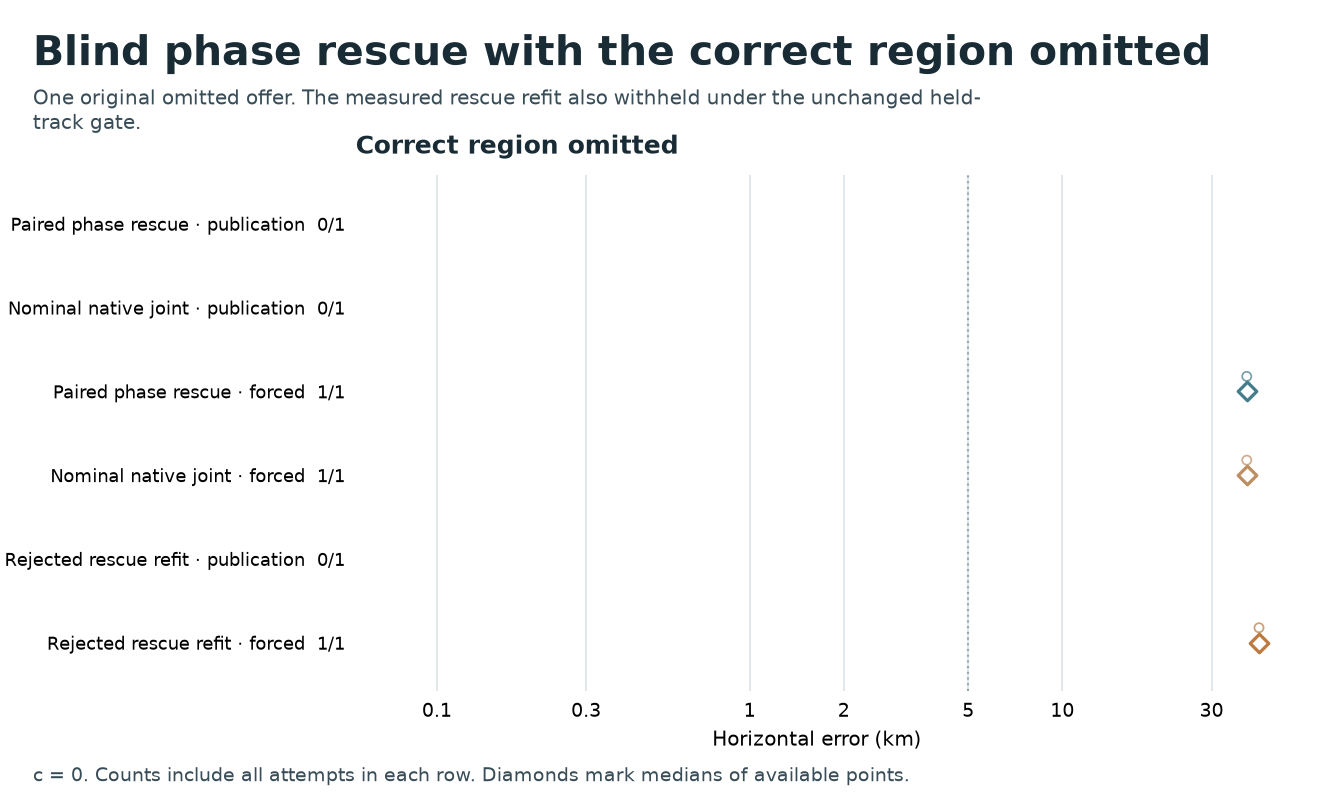 Blind phase rescue with the correct region omitted
One original omitted offer. The measured rescue refit also withheld under the unchanged held-
track gate.
Correct region omitted
Paired phase rescue · publication  0/1
Nominal native joint · publication  0/1
Paired phase rescue · forced  1/1
Nominal native joint · forced  1/1
Rejected rescue refit · publication  0/1
Rejected rescue refit · forced  1/1
0.1 0.3 1 2 5 10 30
Horizontal error (km)
c = 0. Counts include all attempts in each row. Diamonds mark medians of available points.